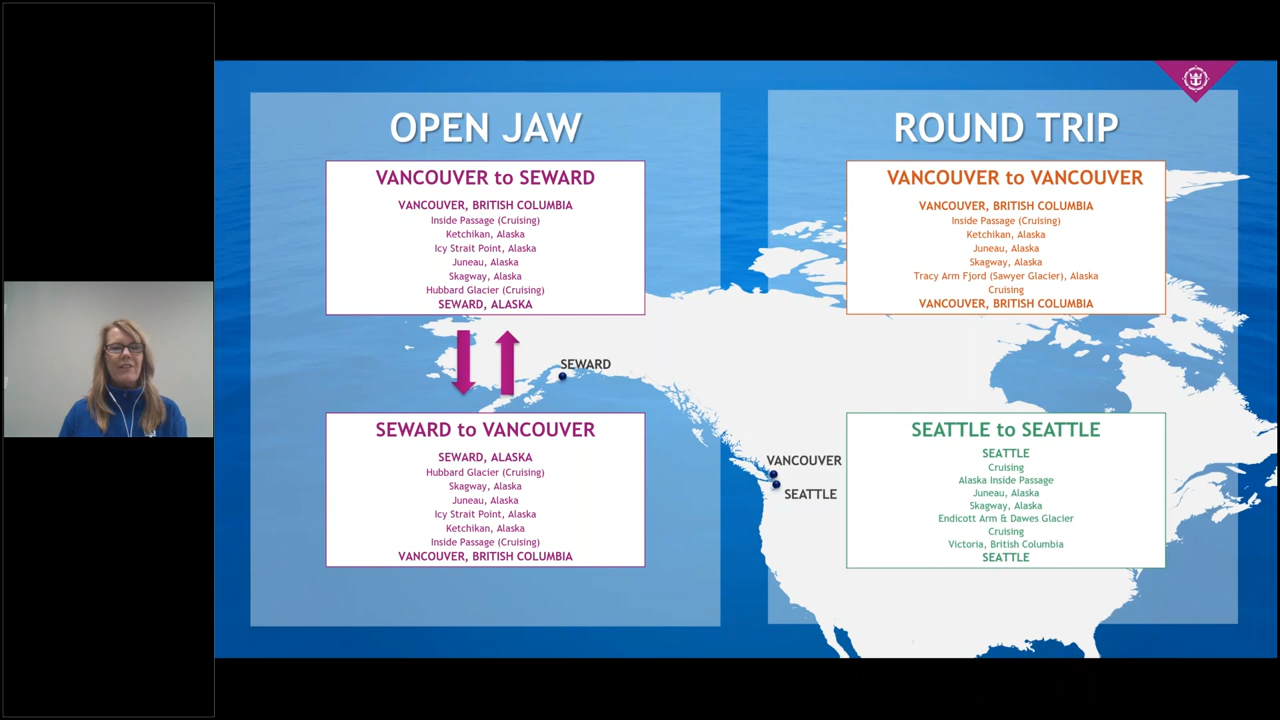 OPEN JAW
VANCOUVER to SEWARD
VANCOUVER, BRITISH COLUMBIA
Inside Passage (Cruising)
Ketchikan, Alaska
Icy Strait Point, Alaska
Juneau, Alaska
Skagway, Alaska
Hubbard Glacier (Cruising)
SEWARD, ALASKA
SEWARD to VANCOUVER
SEWARD, ALASKA
Hubbard Glacier (Cruising)
Skagway, Alaska
Juneau, Alaska
Icy Strait Point, Alaska
Ketchikan, Alaska
Inside Passage (Cruising)
VANCOUVER, BRITISH COLUMBIA
SEWARD
VANCOUVER
SEATTLE
ROUND TRIP
VANCOUVER to VANCOUVER
VANCOUVER, BRITISH COLUMBIA
Inside Passage (Cruising)
Ketchikan, Alaska
Juneau, Alaska
Skagway, Alaska
Tracy Arm Fjord (Sawyer Glacier), Alaska
Cruising
VANCOUVER, BRITISH COLUMBIA
SEATTLE to SEATTLE
SEATTLE
Cruising
Alaska Inside Passage
Juneau, Alaska
Skagway, Alaska
Endicott Arm & Dawes Glacier
Cruising
Victoria, British Columbia
SEATTLE